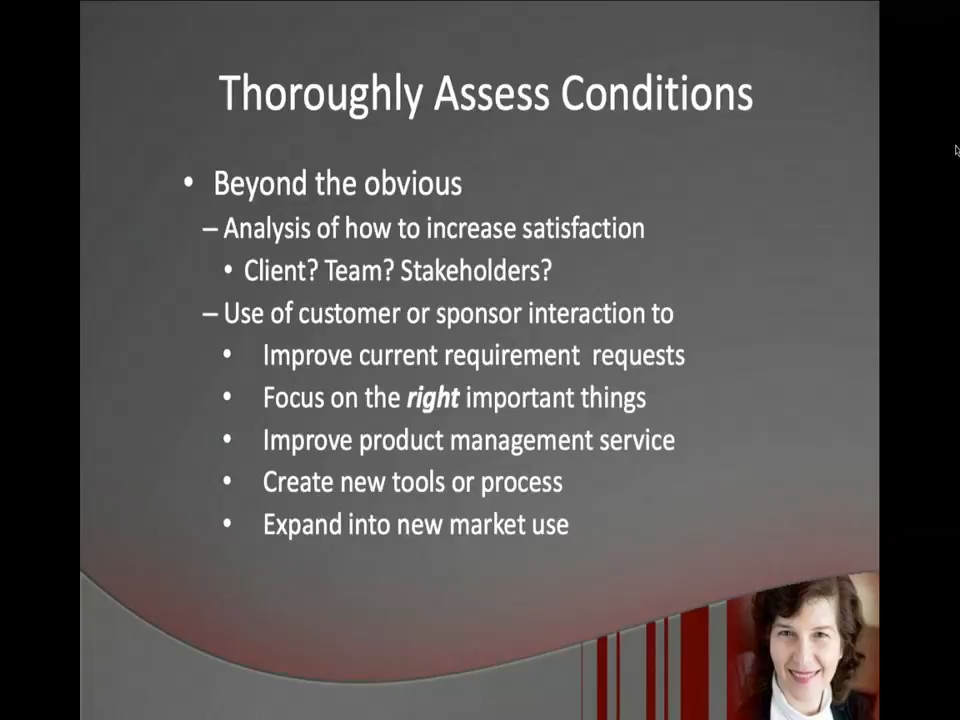 Thoroughly Assess Conditions
• Beyond the obvious
– Analysis of how to increase satisfaction
• Client? Team? Stakeholders?
– Use of customer or sponsor interaction to
• Improve current requirement  requests
• Focus on the right important things
• Improve product management service
• Create new tools or process
• Expand into new market use